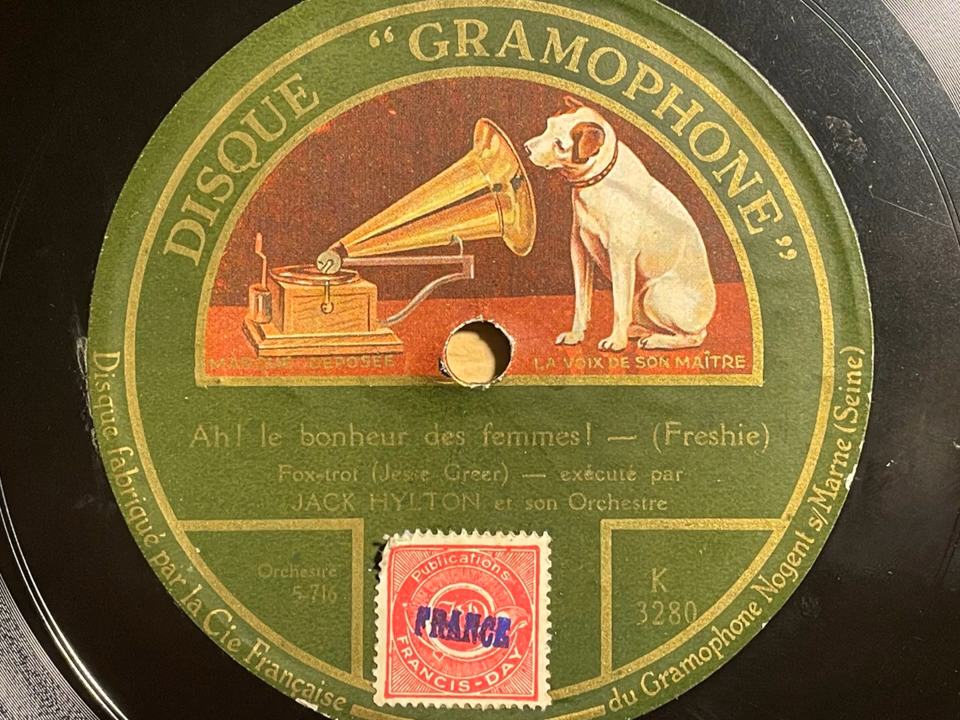 DISQUE "GRAMOPHONE"
MARQUE DEPOSÉE
LA VOIX DE SON MAÎTRE
Ah! le bonheur des femmes! — (Freshie)
Fox-trot (Jesse Greer) — exécuté par
JACK HYLTON et son Orchestre
Orchestre
5-716
Publications
FRANCE
FRANCIS-DAY
K
3280
Disque fabriqué par la Cie Française du Gramophone Nogent s/Marne (Seine)